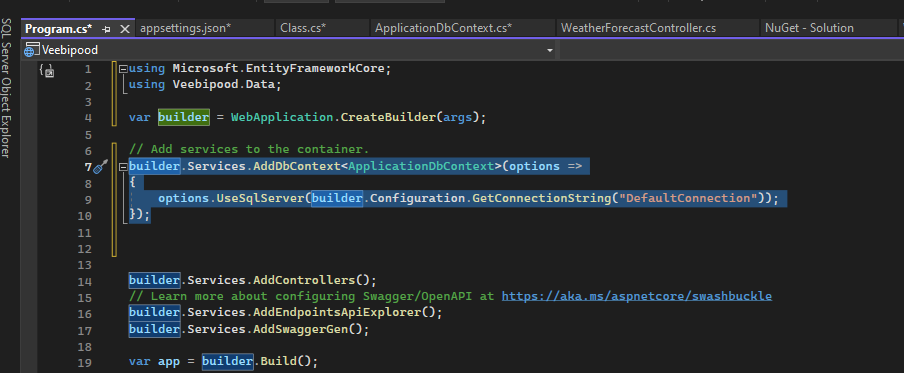 Program.cs*
appsettings.json*
Class.cs*
ApplicationDbContext.cs*
WeatherForecastController.cs
NuGet - Solution
SQL Server Object Explorer
Veebipood
1 using Microsoft.EntityFrameworkCore;
2 using Veebipood.Data;
3
4 var builder = WebApplication.CreateBuilder(args);
5
6 // Add services to the container.
7 builder.Services.AddDbContext<ApplicationDbContext>(options =>
8 {
9 options.UseSqlServer(builder.Configuration.GetConnectionString("DefaultConnection"));
10 });
11
12
13
14 builder.Services.AddControllers();
15 // Learn more about configuring Swagger/OpenAPI at https://aka.ms/aspnetcore/swashbuckle
16 builder.Services.AddEndpointsApiExplorer();
17 builder.Services.AddSwaggerGen();
18
19 var app = builder.Build();